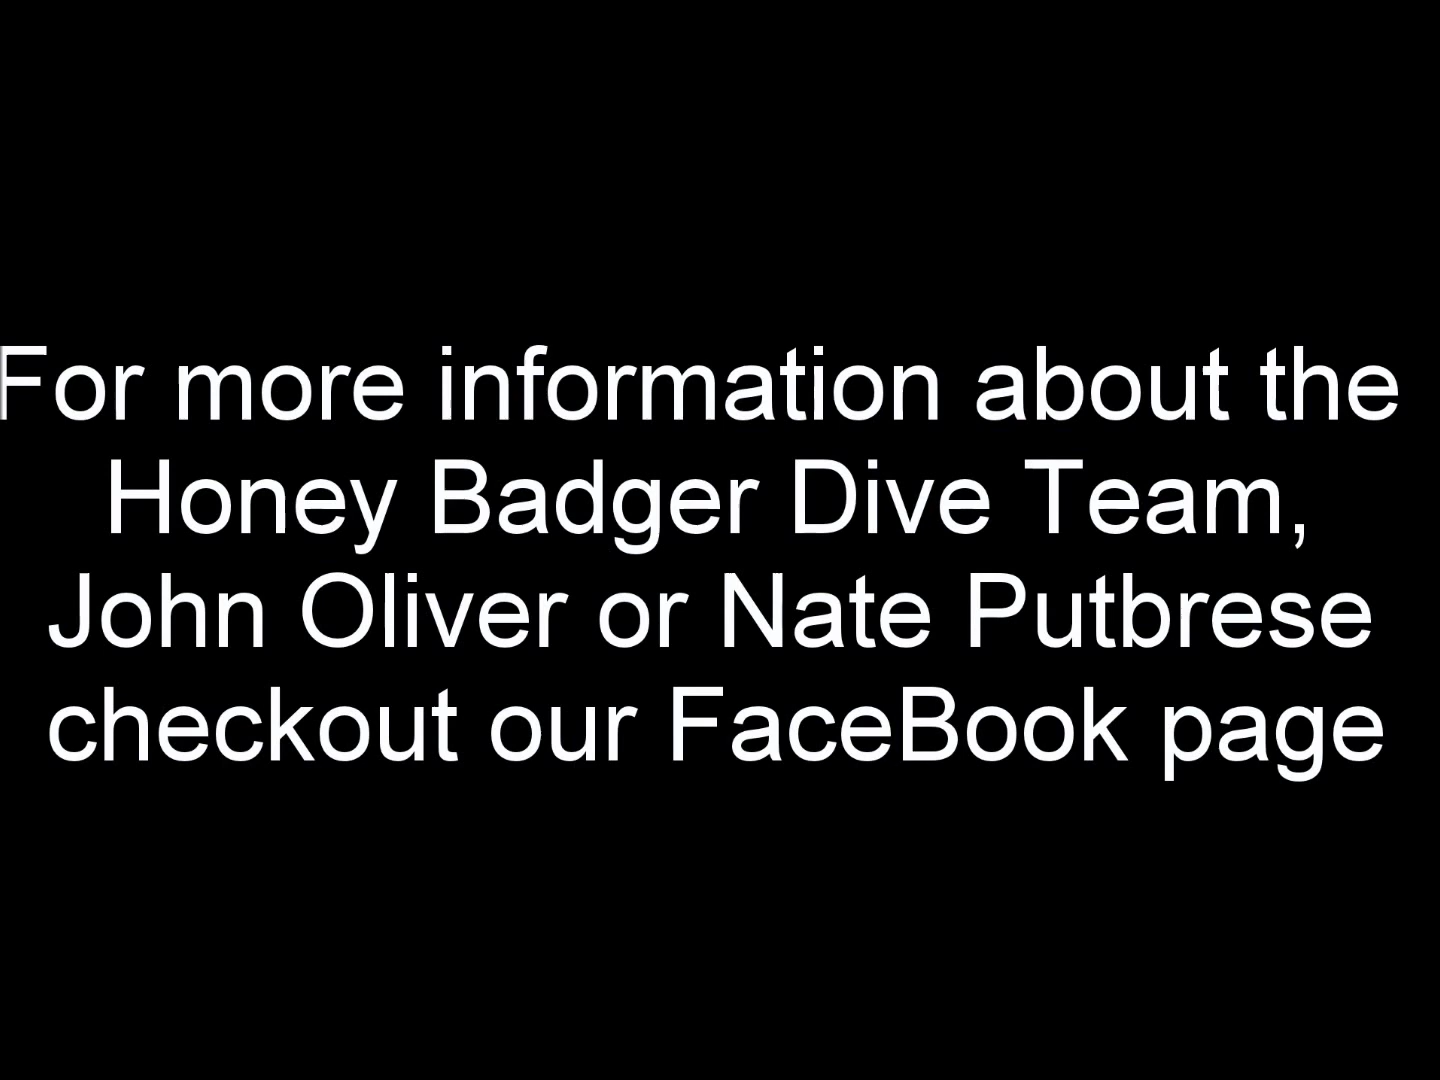 For more information about the
Honey Badger Dive Team,
John Oliver or Nate Putbrese
checkout our FaceBook page